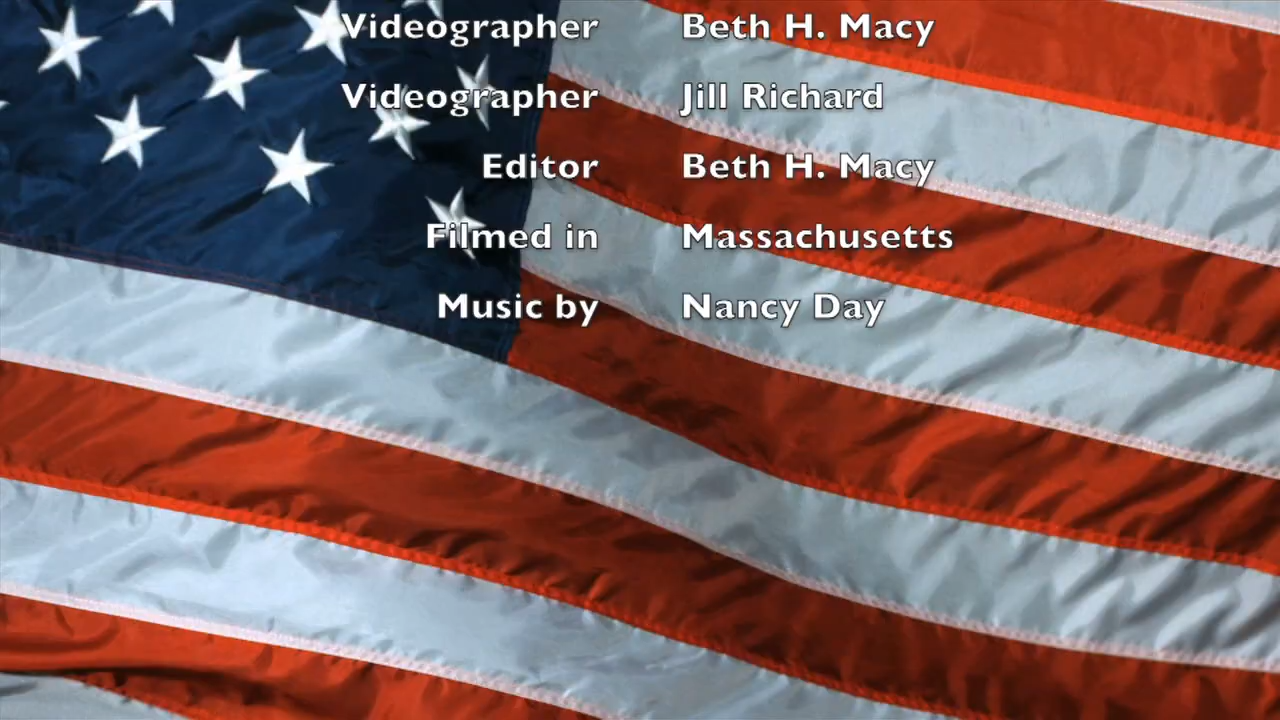 Videographer Beth H. Macy
Videographer Jill Richard
Editor Beth H. Macy
Filmed in Massachusetts
Music by Nancy Day